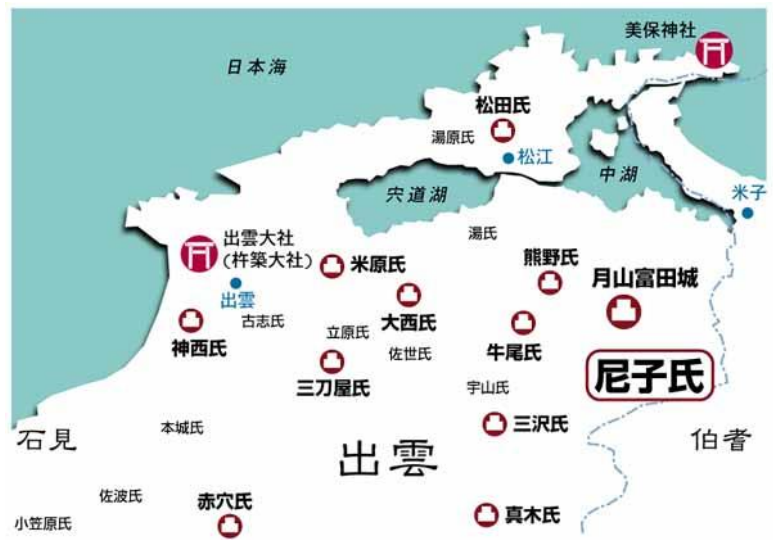 美保神社
日本海
松田氏
湯原氏
松江
中湖
宍道湖
米子
湯氏
出雲大社
(杵築大社)
米原氏
熊野氏
月山富田城
出雲
大西氏
古志氏
神西氏
立原氏
牛尾氏
佐世氏
三刀屋氏
尼子氏
宇山氏
三沢氏
本城氏
石見
出雲
伯耆
佐波氏
赤穴氏
真木氏
小笠原氏